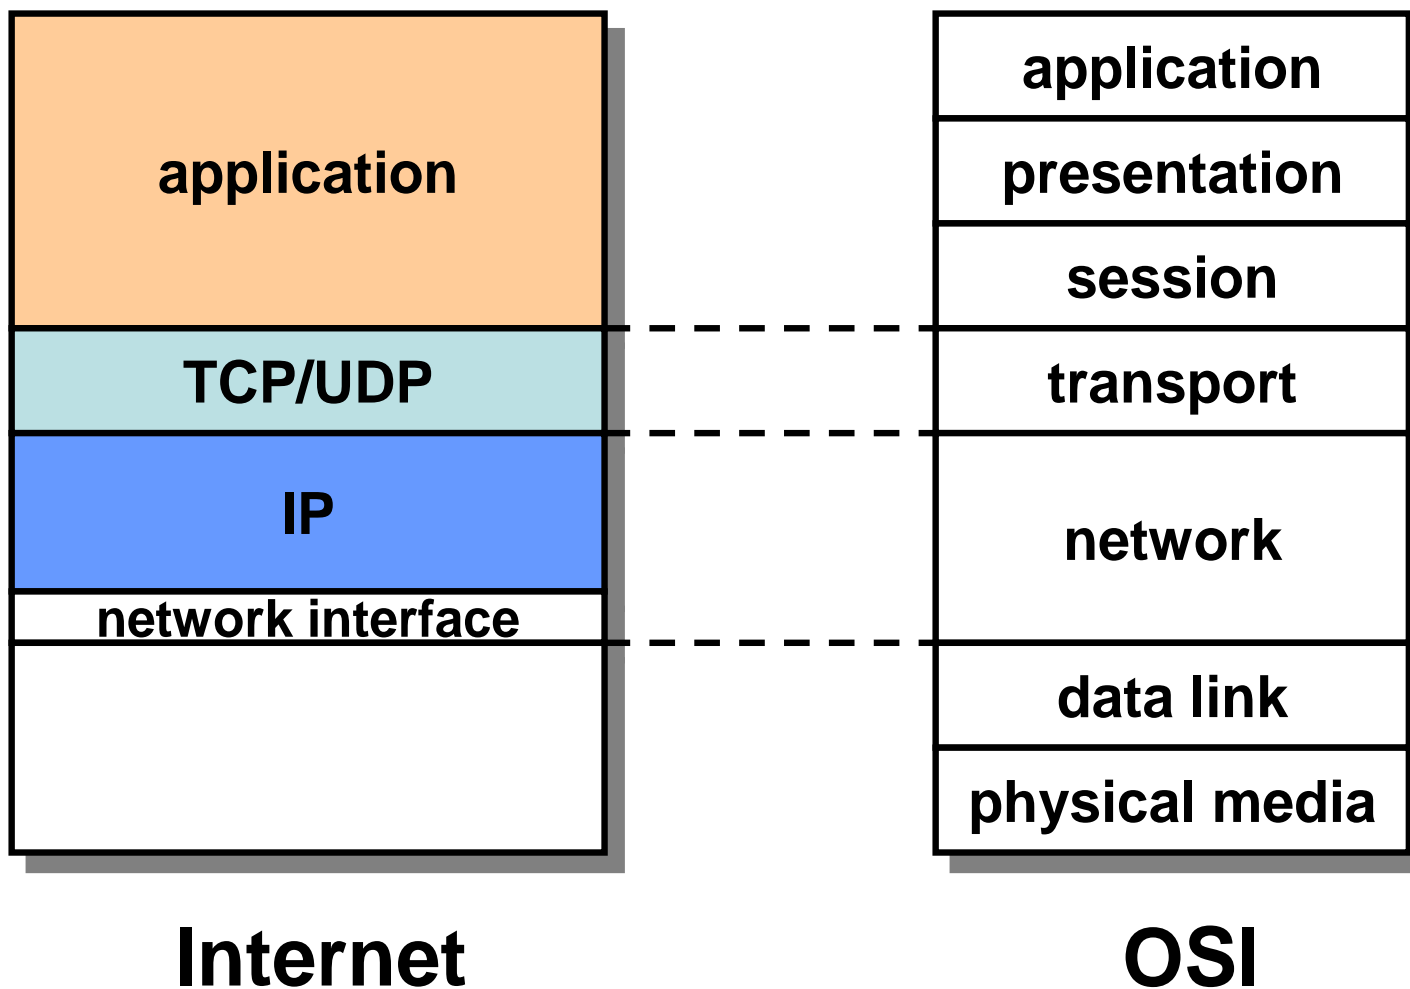 application
TCP/UDP
IP
network interface
Internet
application
presentation
session
transport
network
data link
physical media
OSI